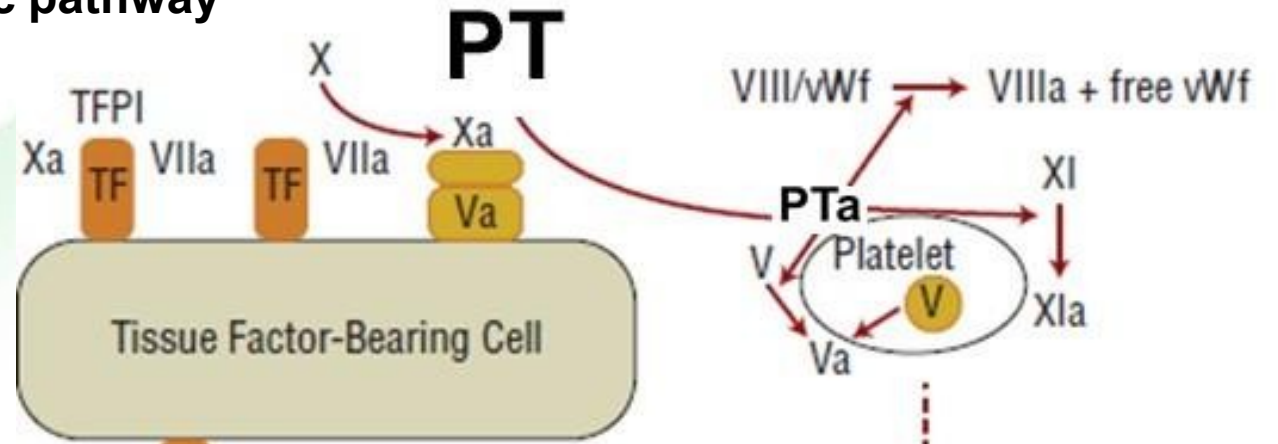 c pathway
PT
X
VIII/vWf
VIIIa + free vWf
TFPI
Xa
TF
VIIa
TF
VIIa
Xa
Va
XI
PTa
V
Platelet
V
XIa
Va
Tissue Factor-Bearing Cell